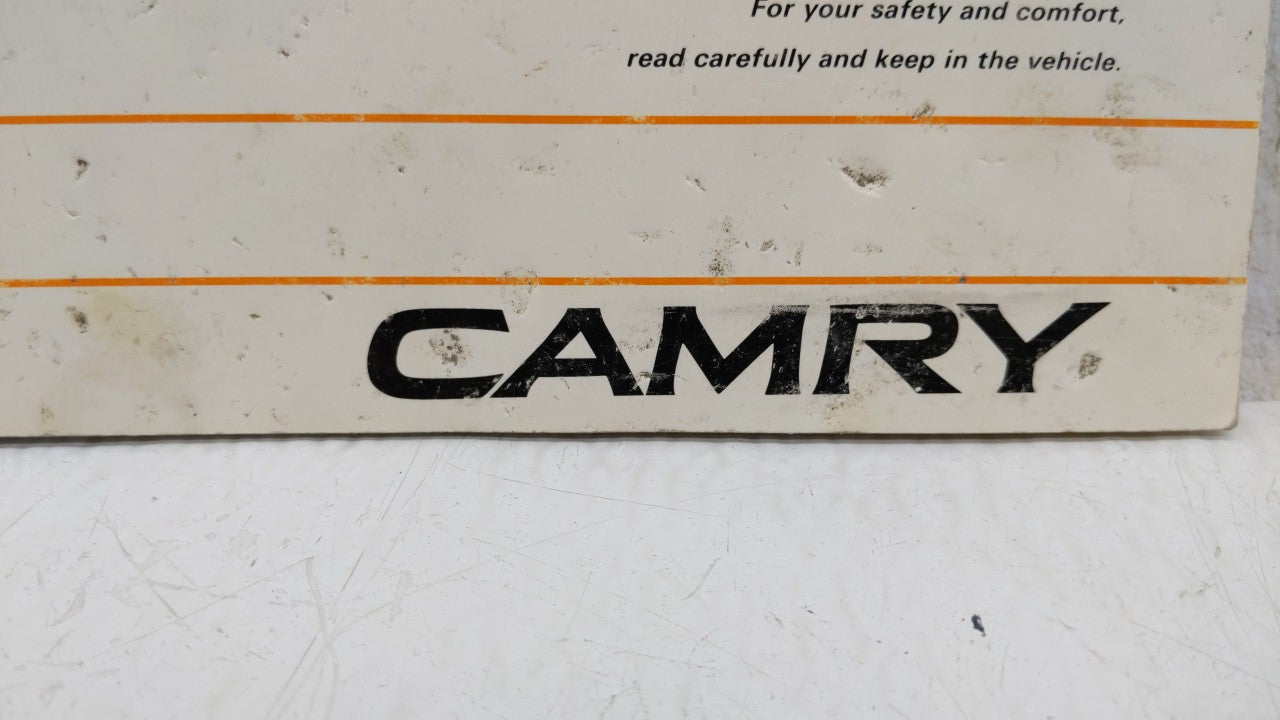 For your safety and comfort,
read carefully and keep in the vehicle.
CAMRY